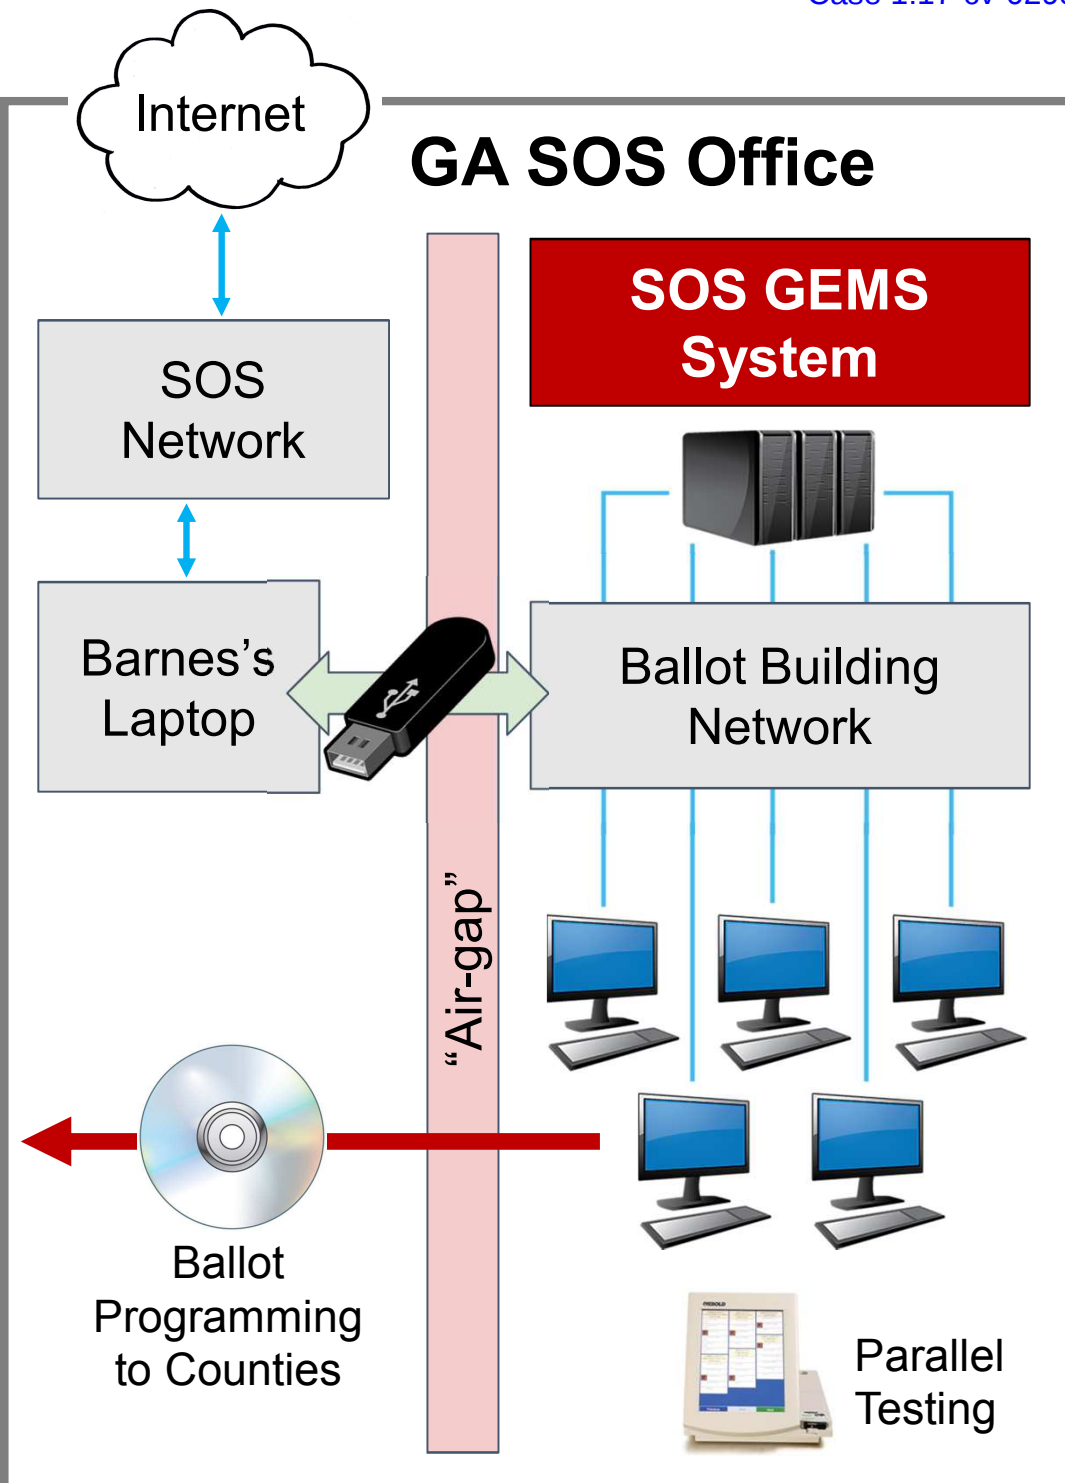 Internet
GA SOS Office
SOS GEMS
System
SOS
Network
Barnes’s
Laptop
Ballot Building
Network
“Air-gap”
Ballot
Programming
to Counties
DIEBOLD
Parallel
Testing